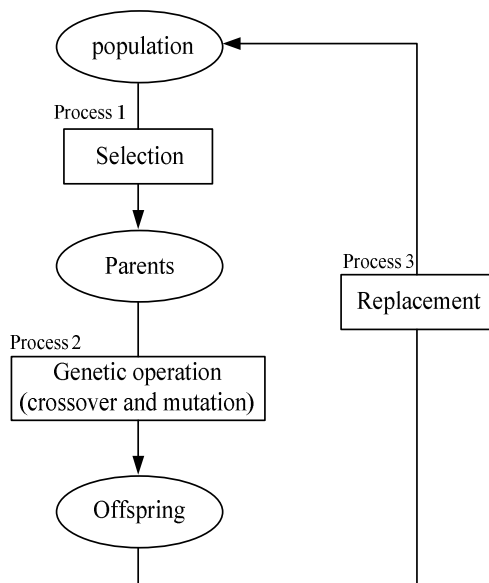 population
Process 1
Selection
Parents
Process 2
Genetic operation
(crossover and mutation)
Offspring
Process 3
Replacement